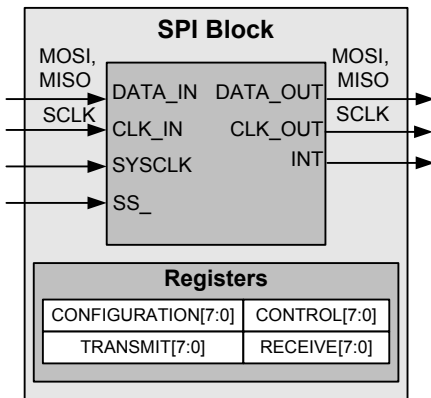 SPI Block
MOSI,
MISO
SCLK
DATA_IN
CLK_IN
SYSCLK
SS_
DATA_OUT
CLK_OUT
INT
MOSI,
MISO
SCLK
Registers
CONFIGURATION[7:0] CONTROL[7:0]
TRANSMIT[7:0] RECEIVE[7:0]